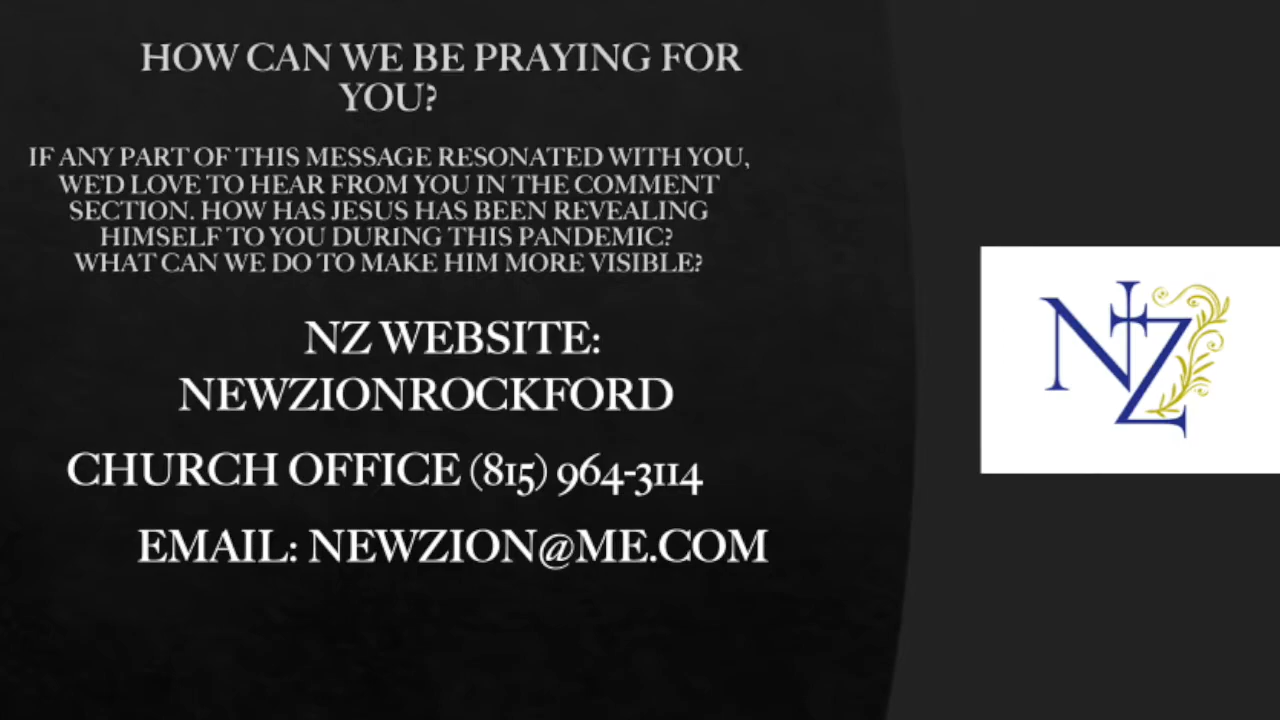 HOW CAN WE BE PRAYING FOR
YOU?
IF ANY PART OF THIS MESSAGE RESONATED WITH YOU,
WE'D LOVE TO HEAR FROM YOU IN THE COMMENT
SECTION. HOW HAS JESUS HAS BEEN REVEALING
HIMSELF TO YOU DURING THIS PANDEMIC?
WHAT CAN WE DO TO MAKE HIM MORE VISIBLE?
NZ WEBSITE:
NEWZIONROCKFORD
CHURCH OFFICE (815) 964-3114
EMAIL: NEWZION@ME.COM
NZ